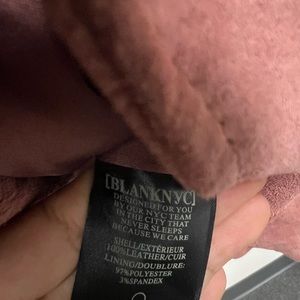 [BLANKNYC]
DESIGNED FOR YOU
BY OUR NYC TEAM
IN THE CITY THAT
NEVER SLEEPS
BECAUSE WE CARE
SHELL/EXTÉRIEUR
100%LEATHER/CUIR
LINING/DOUBLURE:
97%POLYESTER
3%SPANDEX